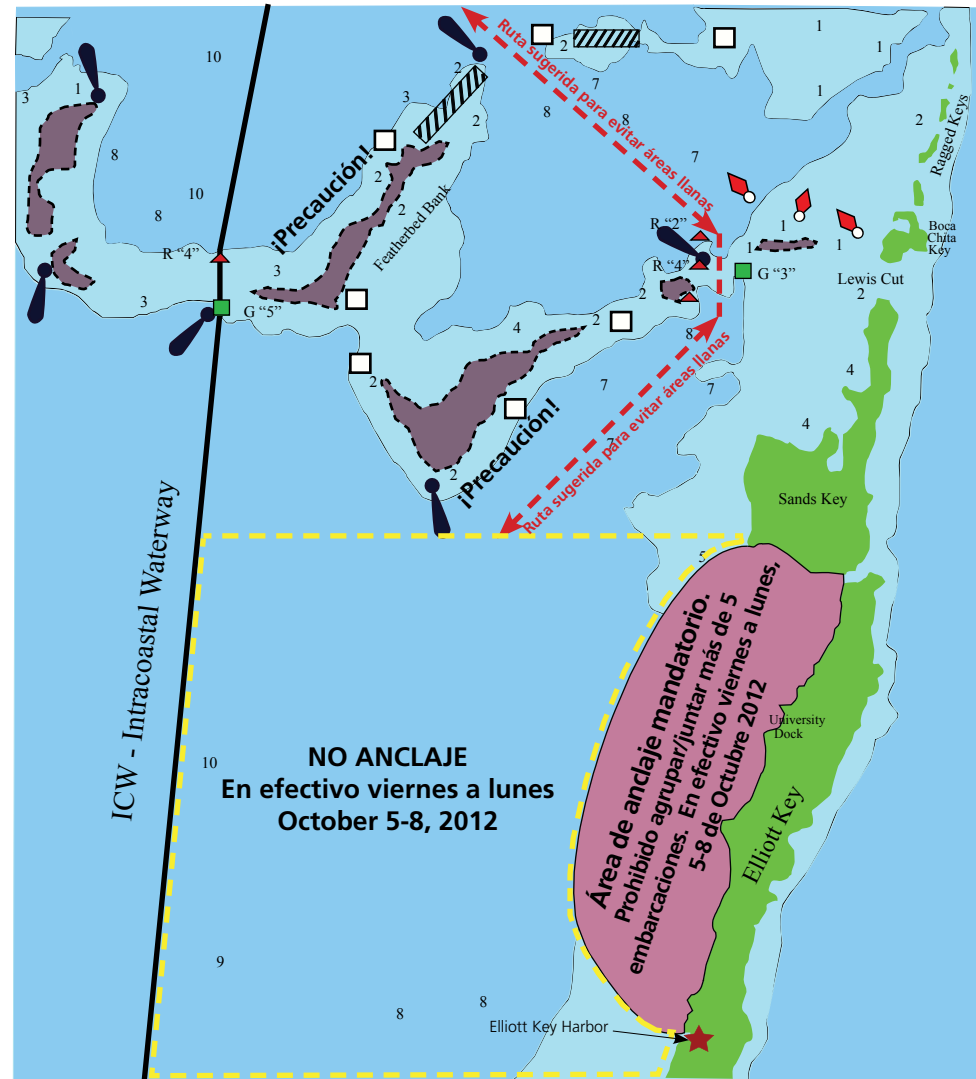 10
1
1
3
1
2
2
3
2
7
8
8
1
2
Ruta sugerida para evitar áreas llanas
Ragged Keys
8
¡Precaución!
2
2
7
10
8
Featherbed Bank
R “4”
R “2”
1
1
1
Boca
Chita
Key
R “4”
G “3”
Lewis Cut
3
3
2
2
G “5”
4
2
8
Ruta sugerida para evitar áreas llanas
2
7
7
4
4
2
¡Precaución!
7
Sands Key
ICW - Intracoastal Waterway
5
Área de anclaje mandatorio.
Prohibido agrupar/juntar más de 5
embarcaciones. En efectivo viernes a lunes,
5-8 de Octubre 2012
University
Dock
Elliott Key
10
NO ANCLAJE
En efectivo viernes a lunes
October 5-8, 2012
9
8
8
Elliott Key Harbor